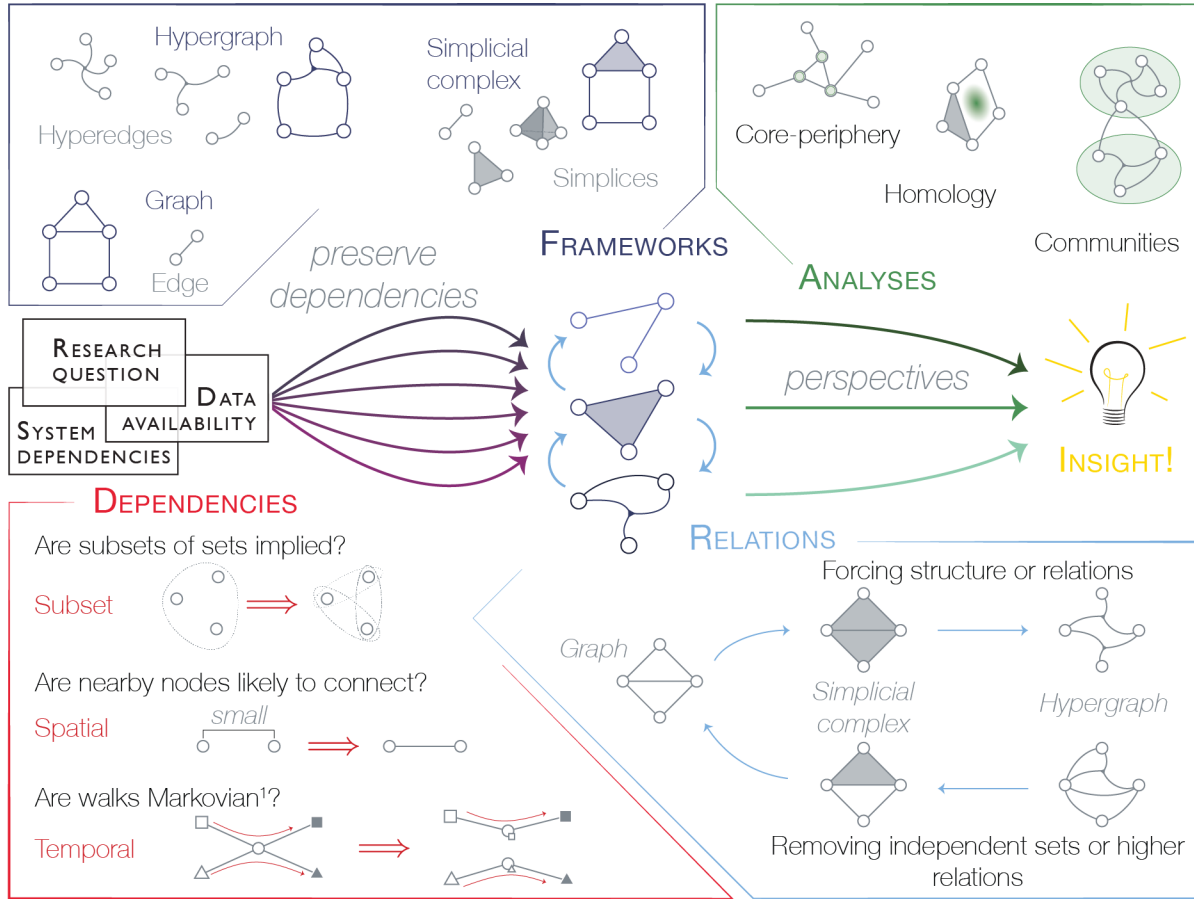 Hypergraph
Hyperedges
Simplicial
complex
Simplices
Graph
Edge
FRAMEWORKS
Core-periphery
Homology
Communities
ANALYSES
preserve
dependencies
RESEARCH
QUESTION
DATA
AVAILABILITY
SYSTEM
DEPENDENCIES
perspectives
INSIGHT!
DEPENDENCIES
Are subsets of sets implied?
Subset
Are nearby nodes likely to connect?
small
Spatial
Are walks Markovian¹?
Temporal
RELATIONS
Forcing structure or relations
Graph
Simplicial
complex
Hypergraph
Removing independent sets or higher
relations